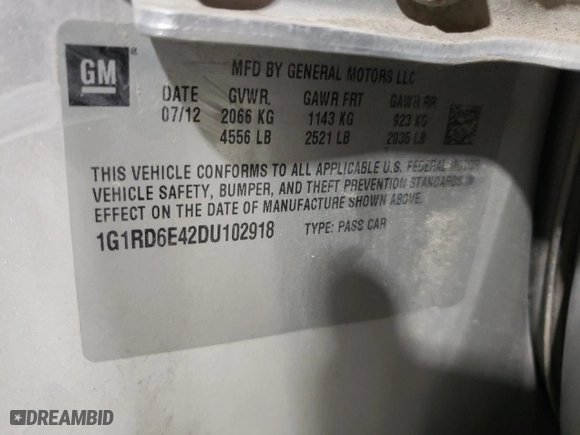 GM
MFD BY GENERAL MOTORS LLC
DATE GVWR. GAWR FRT GAWR RR
07/12 2066 KG 1143 KG 923 KG
4556 LB 2521 LB 2035 LB
THIS VEHICLE CONFORMS TO ALL APPLICABLE U.S. FEDERAL MOTOR
VEHICLE SAFETY, BUMPER, AND THEFT PREVENTION STANDARDS IN
EFFECT ON THE DATE OF MANUFACTURE SHOWN ABOVE.
1G1RD6E42DU102918 TYPE: PASS CAR
DREAMBID